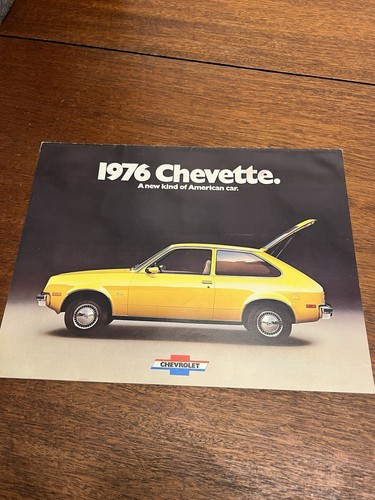 1976 Chevette.
A new kind of American car.
CHEVROLET